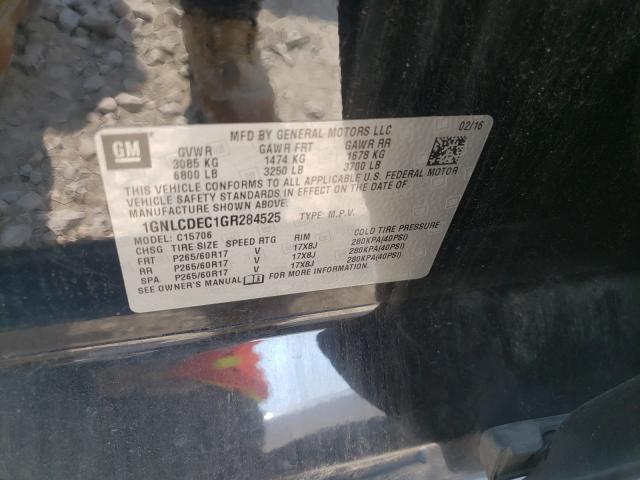 GM
MFD BY GENERAL MOTORS LLC
02/16
GVWR GAWR FRT GAWR RR
3085 KG 1474 KG 1678 KG
6800 LB 3250 LB 3700 LB
THIS VEHICLE CONFORMS TO ALL APPLICABLE U.S. FEDERAL MOTOR
VEHICLE SAFETY STANDARDS IN EFFECT ON THE DATE OF
MANUFACTURE SHOWN ABOVE.
1GNLCDEC1GR284525 TYPE: M.P.V.
MODEL: C15706
CHSG TIRE SIZE SPEED RTG RIM COLD TIRE PRESSURE
FRT P265/60R17 V 17X8J 280KPA(40PSI)
RR P265/60R17 V 17X8J 280KPA(40PSI)
SPA P265/60R17 V 17X8J 280KPA(40PSI)
SEE OWNER'S MANUAL FOR MORE INFORMATION